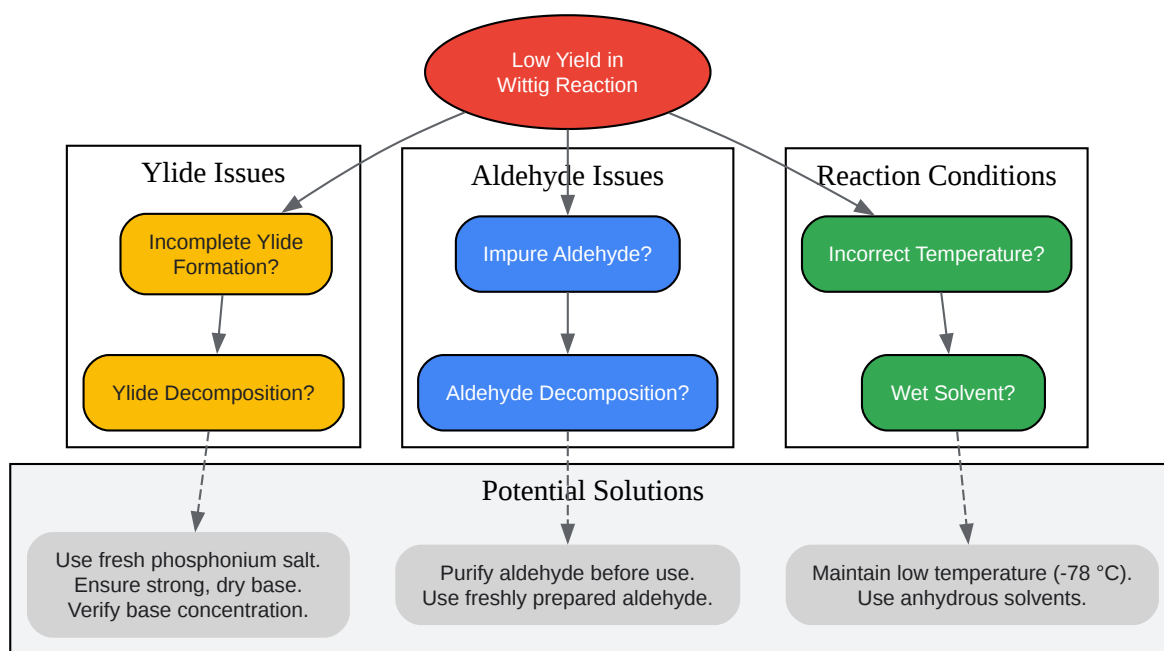 Low Yield in
Wittig Reaction
Ylide Issues
Aldehyde Issues
Reaction Conditions
Incomplete Ylide
Formation?
Impure Aldehyde?
Incorrect Temperature?
Ylide Decomposition?
Aldehyde Decomposition?
Wet Solvent?
Potential Solutions
Use fresh phosphonium salt.
Ensure strong, dry base.
Verify base concentration.
Purify aldehyde before use.
Use freshly prepared aldehyde.
Maintain low temperature (-78 °C).
Use anhydrous solvents.